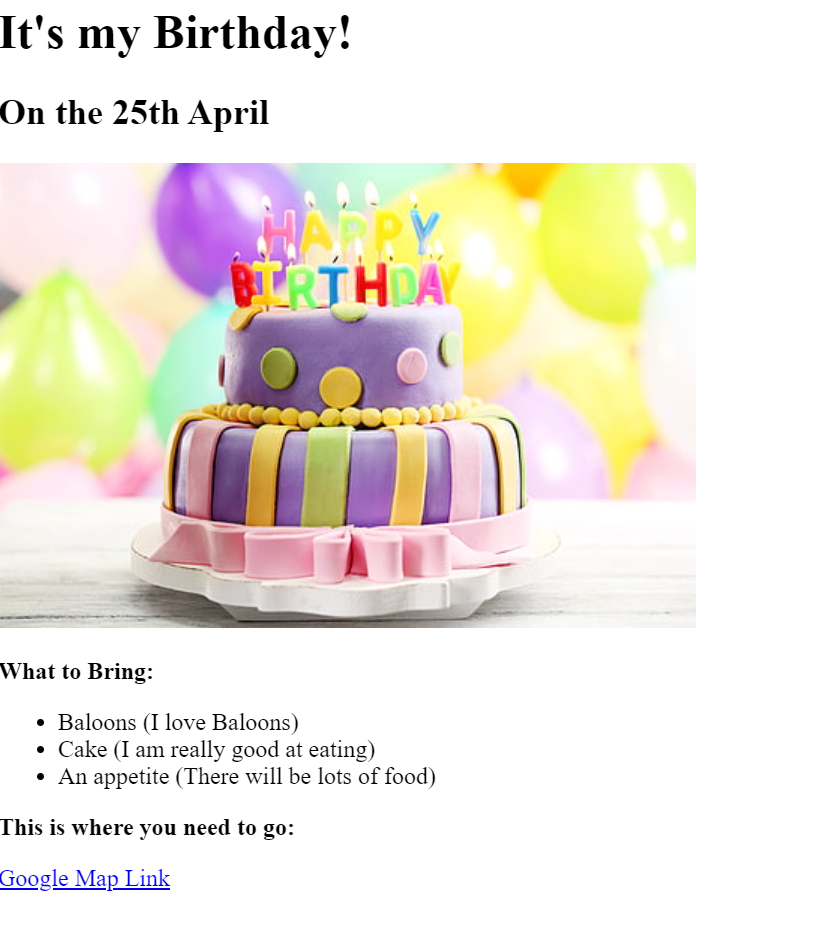 It's my Birthday!
On the 25th April
HAPPY
BIRTHDAY
What to Bring:
Baloons (I love Baloons)
Cake (I am really good at eating)
An appetite (There will be lots of food)
This is where you need to go:
Google Map Link